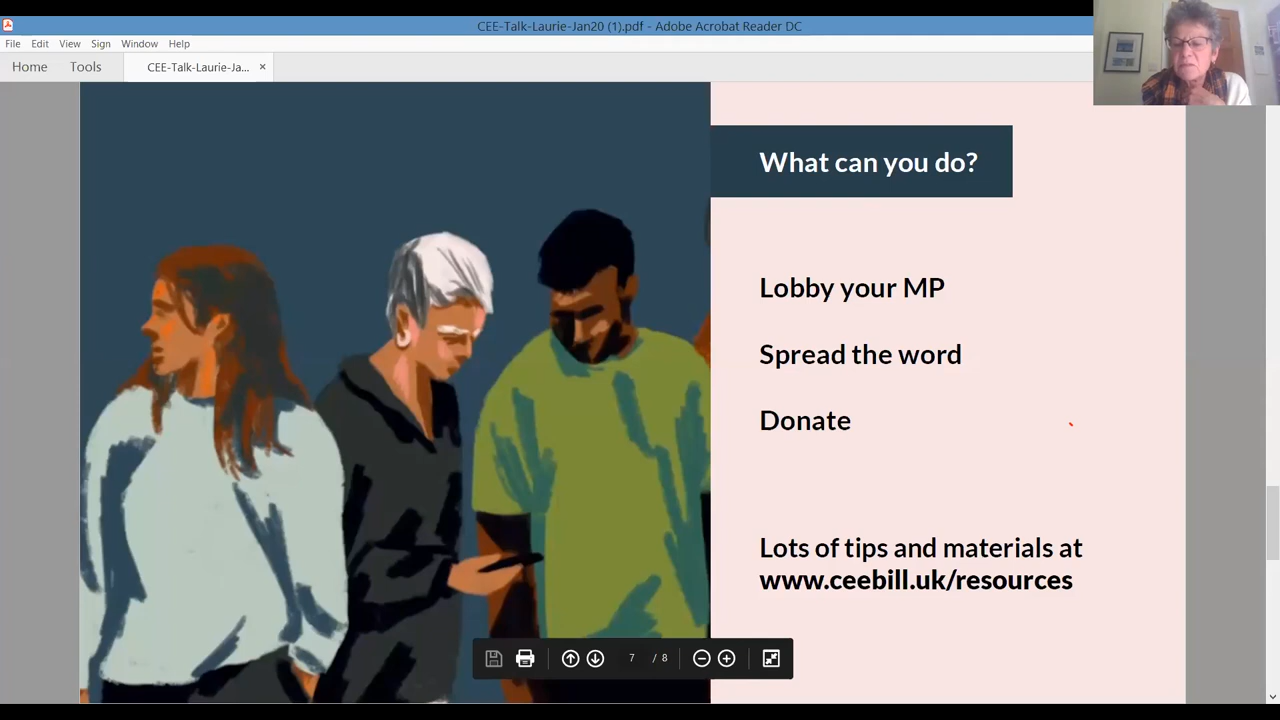 CEE-Talk-Laurie-Jan20 (1).pdf - Adobe Acrobat Reader DC
File Edit View Sign Window Help
Home Tools CEE-Talk-Laurie-Ja... ×
What can you do?
Lobby your MP
Spread the word
Donate
Lots of tips and materials at
www.ceebill.uk/resources
7 / 8